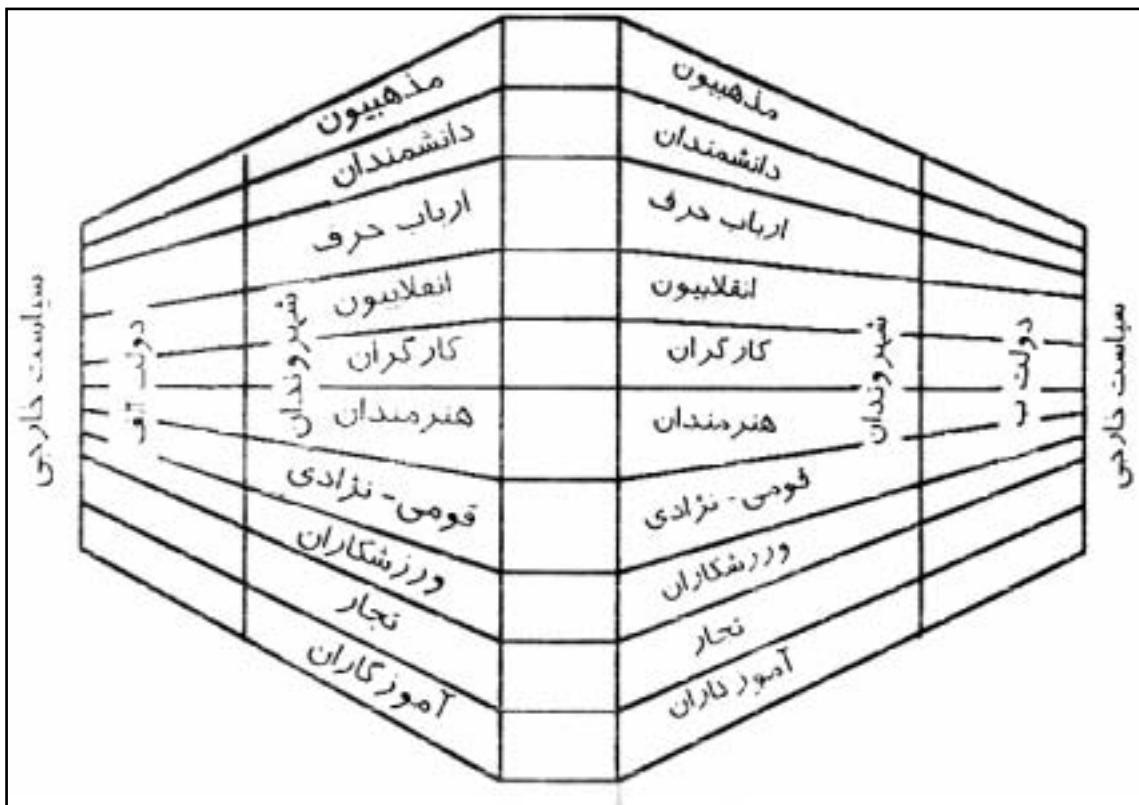 مذهبیون
دانشمندان
ارباب حرف
انقلابیون
کارگران
هنرمندان
قومی - نژادی
ورزشکاران
تجار
آموزگاران
شهروندان
دولت ب
سیاست خارجی
مذهبیون
دانشمندان
ارباب حرف
انقلابیون
کارگران
هنرمندان
قومی - نژادی
ورزشکاران
تجار
آموزگاران
شهروندان
دولت الف
سیاست خارجی